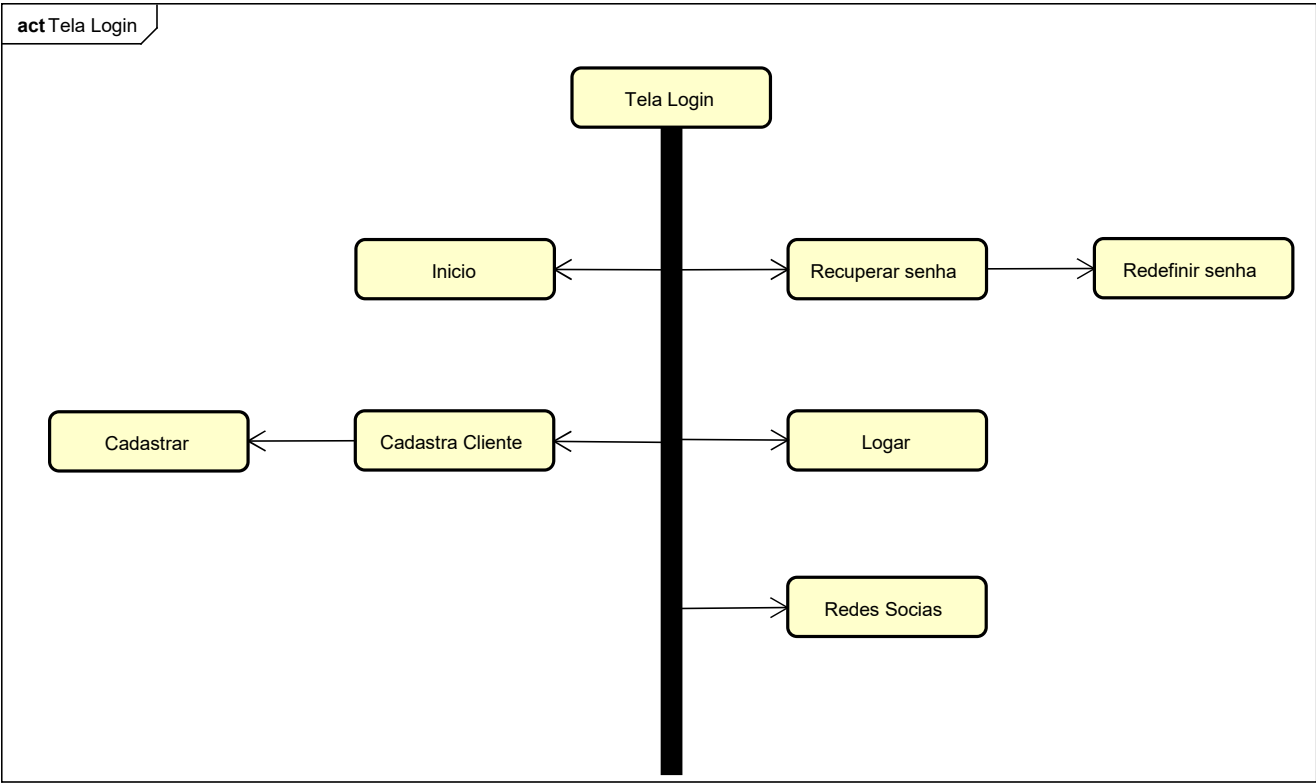 act Tela Login
Tela Login
Inicio
Recuperar senha
Redefinir senha
Cadastrar
Cadastra Cliente
Logar
Redes Socias